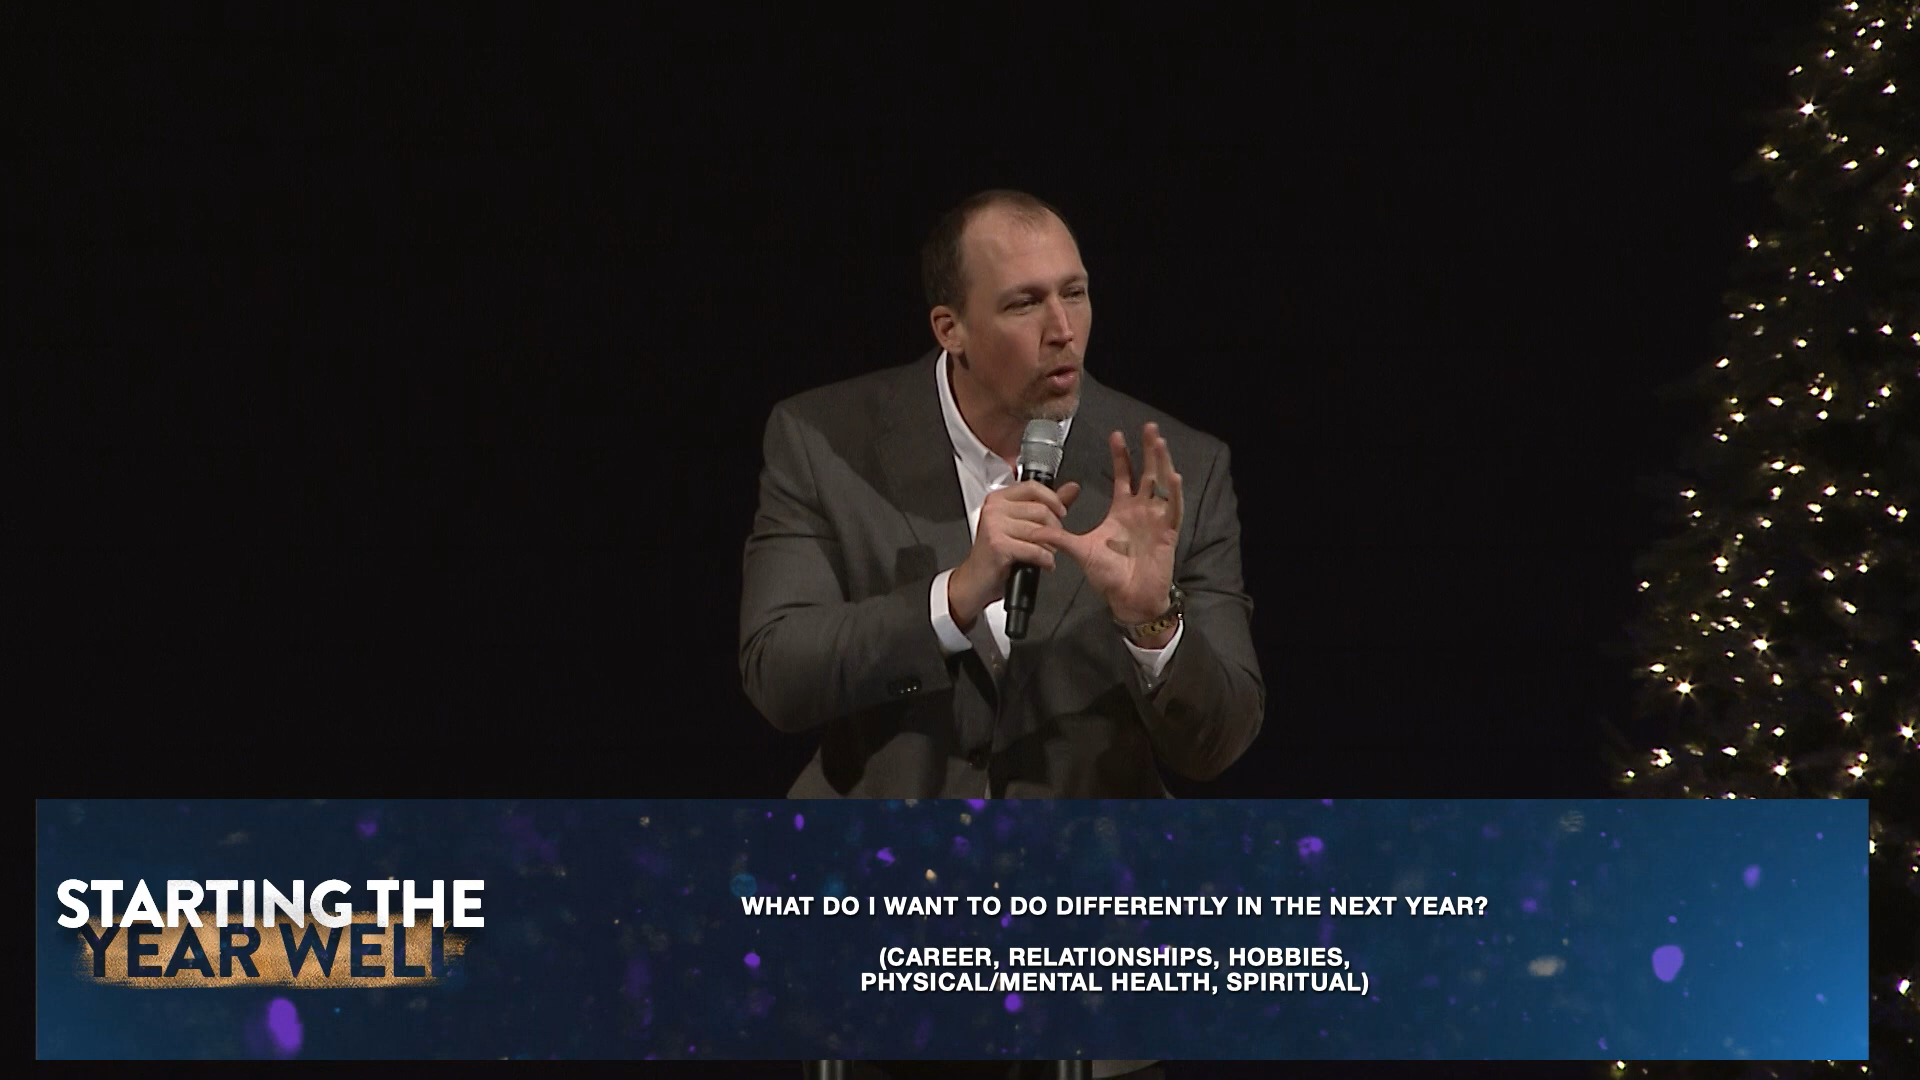 STARTING THE
YEAR WELL
WHAT DO I WANT TO DO DIFFERENTLY IN THE NEXT YEAR?
(CAREER, RELATIONSHIPS, HOBBIES,
PHYSICAL/MENTAL HEALTH, SPIRITUAL)